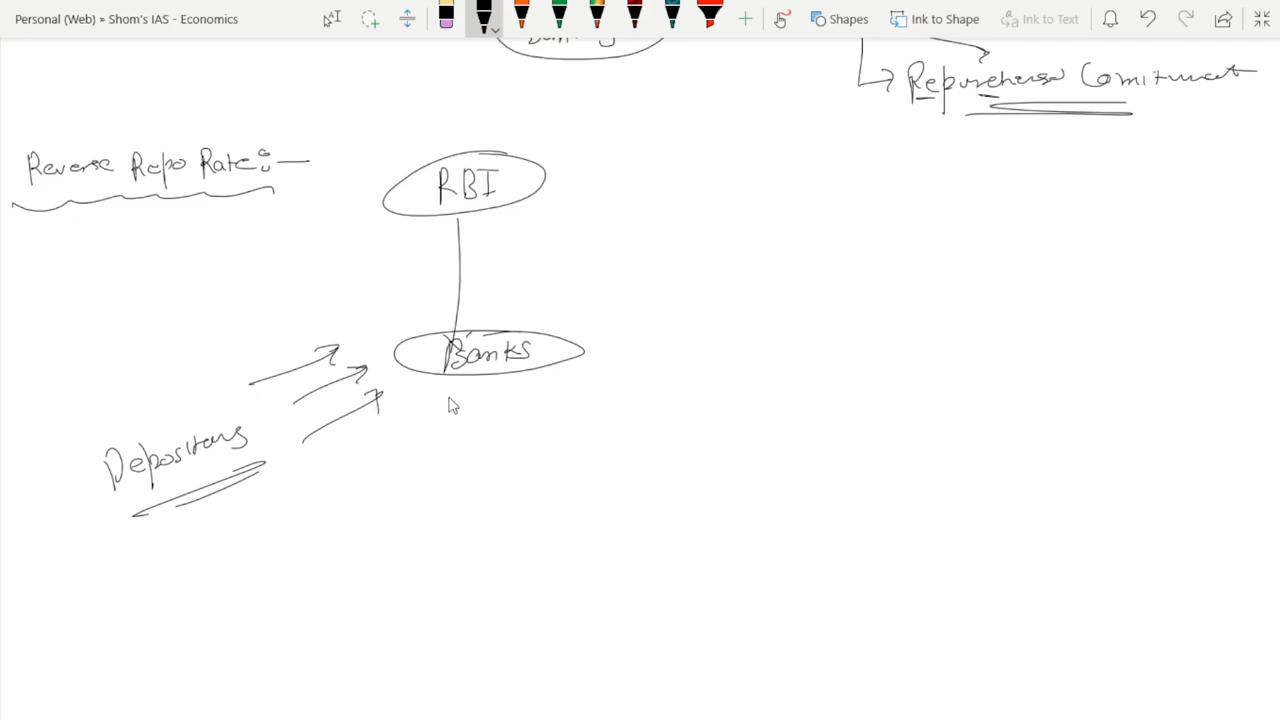 Personal (Web) » Shom's IAS - Economics
Shapes
Ink to Shape
a
a
Ink to Text
Repurchase Comitment
Reverse Repo Rate :-
RBI
Banks
Depositors